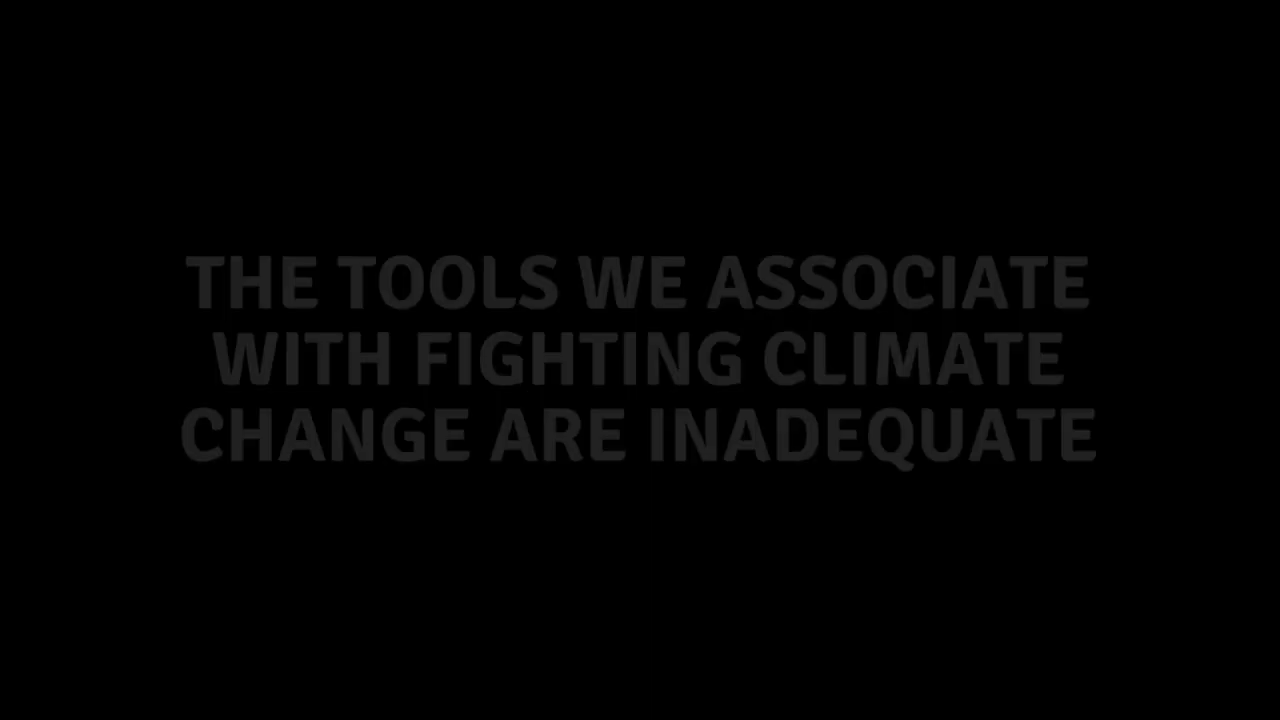 THE TOOLS WE ASSOCIATE
WITH FIGHTING CLIMATE
CHANGE ARE INADEQUATE